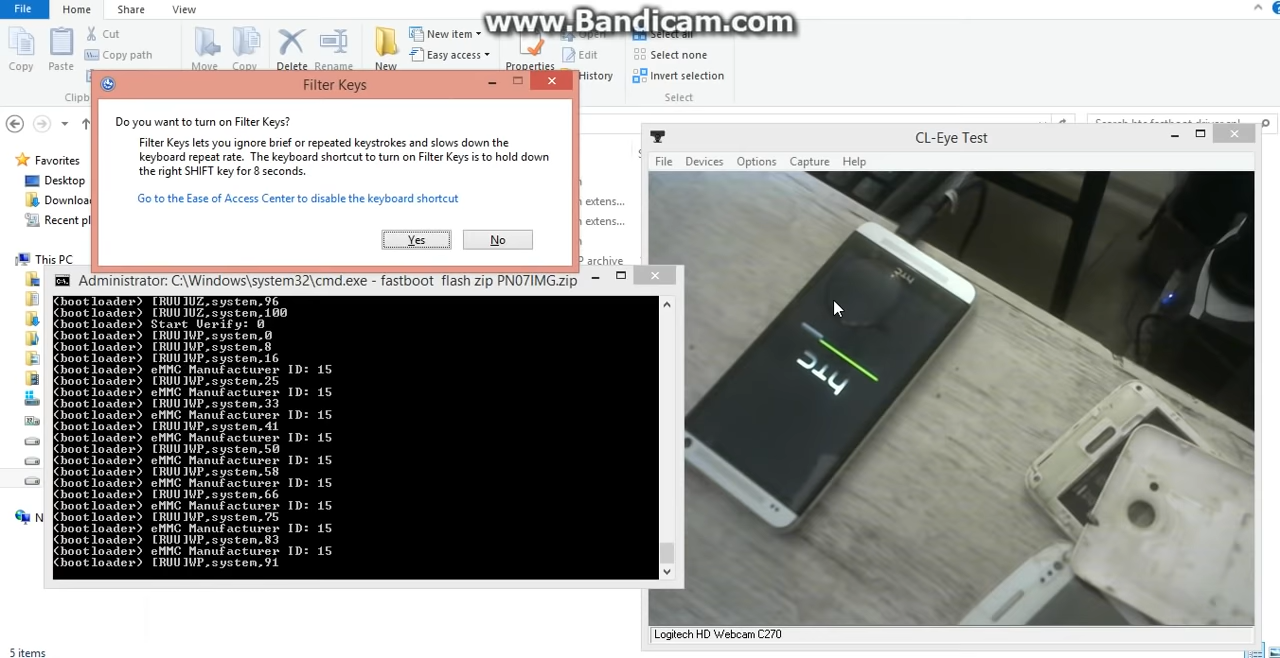 www.Bandicam.com
File
Home
Share
View
Copy
Paste
Cut
Copy path
Move
Copy
Delete
Rename
New
New item
Easy access
Properties
Open
Edit
History
Select all
Select none
Invert selection
Select
Filter Keys
Do you want to turn on Filter Keys?
Filter Keys lets you ignore brief or repeated keystrokes and slows down the
keyboard repeat rate. The keyboard shortcut to turn on Filter Keys is to hold down
the right SHIFT key for 8 seconds.
Go to the Ease of Access Center to disable the keyboard shortcut
Yes
No
Favorites
Desktop
This PC
N
Administrator: C:\Windows\system32\cmd.exe - fastboot flash zip PN07IMG.zip
(bootloader) [RUU]UZ,system,96
(bootloader) [RUU]UZ,system,100
(bootloader) Start Verify: 0
(bootloader) [RUU]WP,system,0
(bootloader) [RUU]WP,system,8
(bootloader) [RUU]WP,system,16
(bootloader) eMMC Manufacturer ID: 15
(bootloader) [RUU]WP,system,25
(bootloader) eMMC Manufacturer ID: 15
(bootloader) [RUU]WP,system,33
(bootloader) eMMC Manufacturer ID: 15
(bootloader) [RUU]WP,system,41
(bootloader) eMMC Manufacturer ID: 15
(bootloader) [RUU]WP,system,50
(bootloader) eMMC Manufacturer ID: 15
(bootloader) [RUU]WP,system,58
(bootloader) eMMC Manufacturer ID: 15
(bootloader) [RUU]WP,system,66
(bootloader) eMMC Manufacturer ID: 15
(bootloader) [RUU]WP,system,75
(bootloader) eMMC Manufacturer ID: 15
(bootloader) [RUU]WP,system,83
(bootloader) eMMC Manufacturer ID: 15
(bootloader) [RUU]WP,system,91
CL-Eye Test
File Devices Options Capture Help
hTC
hTC
Logitech HD Webcam C270
5 items